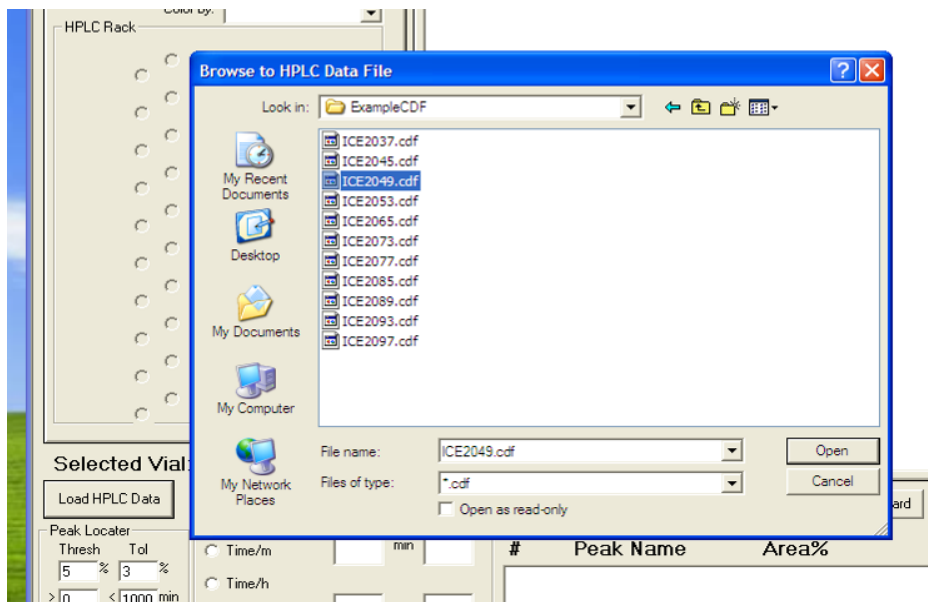 Color by:
HPLC Rack
Browse to HPLC Data File
Look in:
ExampleCDF
My Recent
Documents
Desktop
My Documents
My Computer
My Network
Places
ICE2037.cdf
ICE2045.cdf
ICE2049.cdf
ICE2053.cdf
ICE2065.cdf
ICE2073.cdf
ICE2077.cdf
ICE2085.cdf
ICE2089.cdf
ICE2093.cdf
ICE2097.cdf
File name:
ICE2049.cdf
Open
Files of type:
*.cdf
Cancel
Open as read-only
Selected Vial:
Load HPLC Data
ard
Peak Locater
Thresh Tol
5 % 3 %
> 0 < 1000 min
Time/m
min
Time/h
# Peak Name Area%